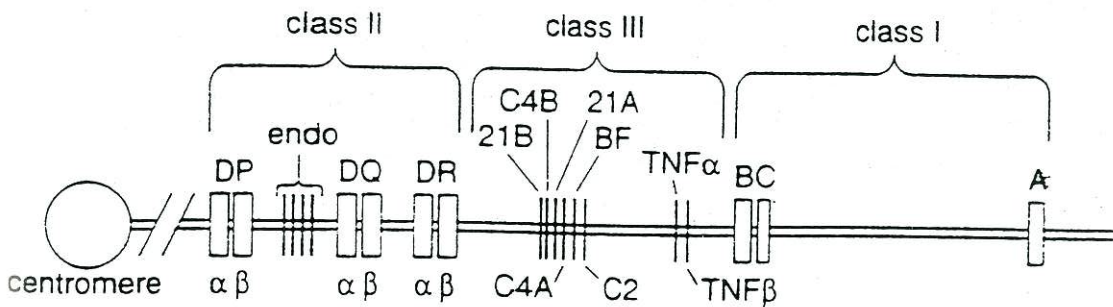 class II class III class I
C4B 21A
endo 21B BF TNFα
DP DQ DR BC A
centromere α β α β α β C4A C2 TNFβ